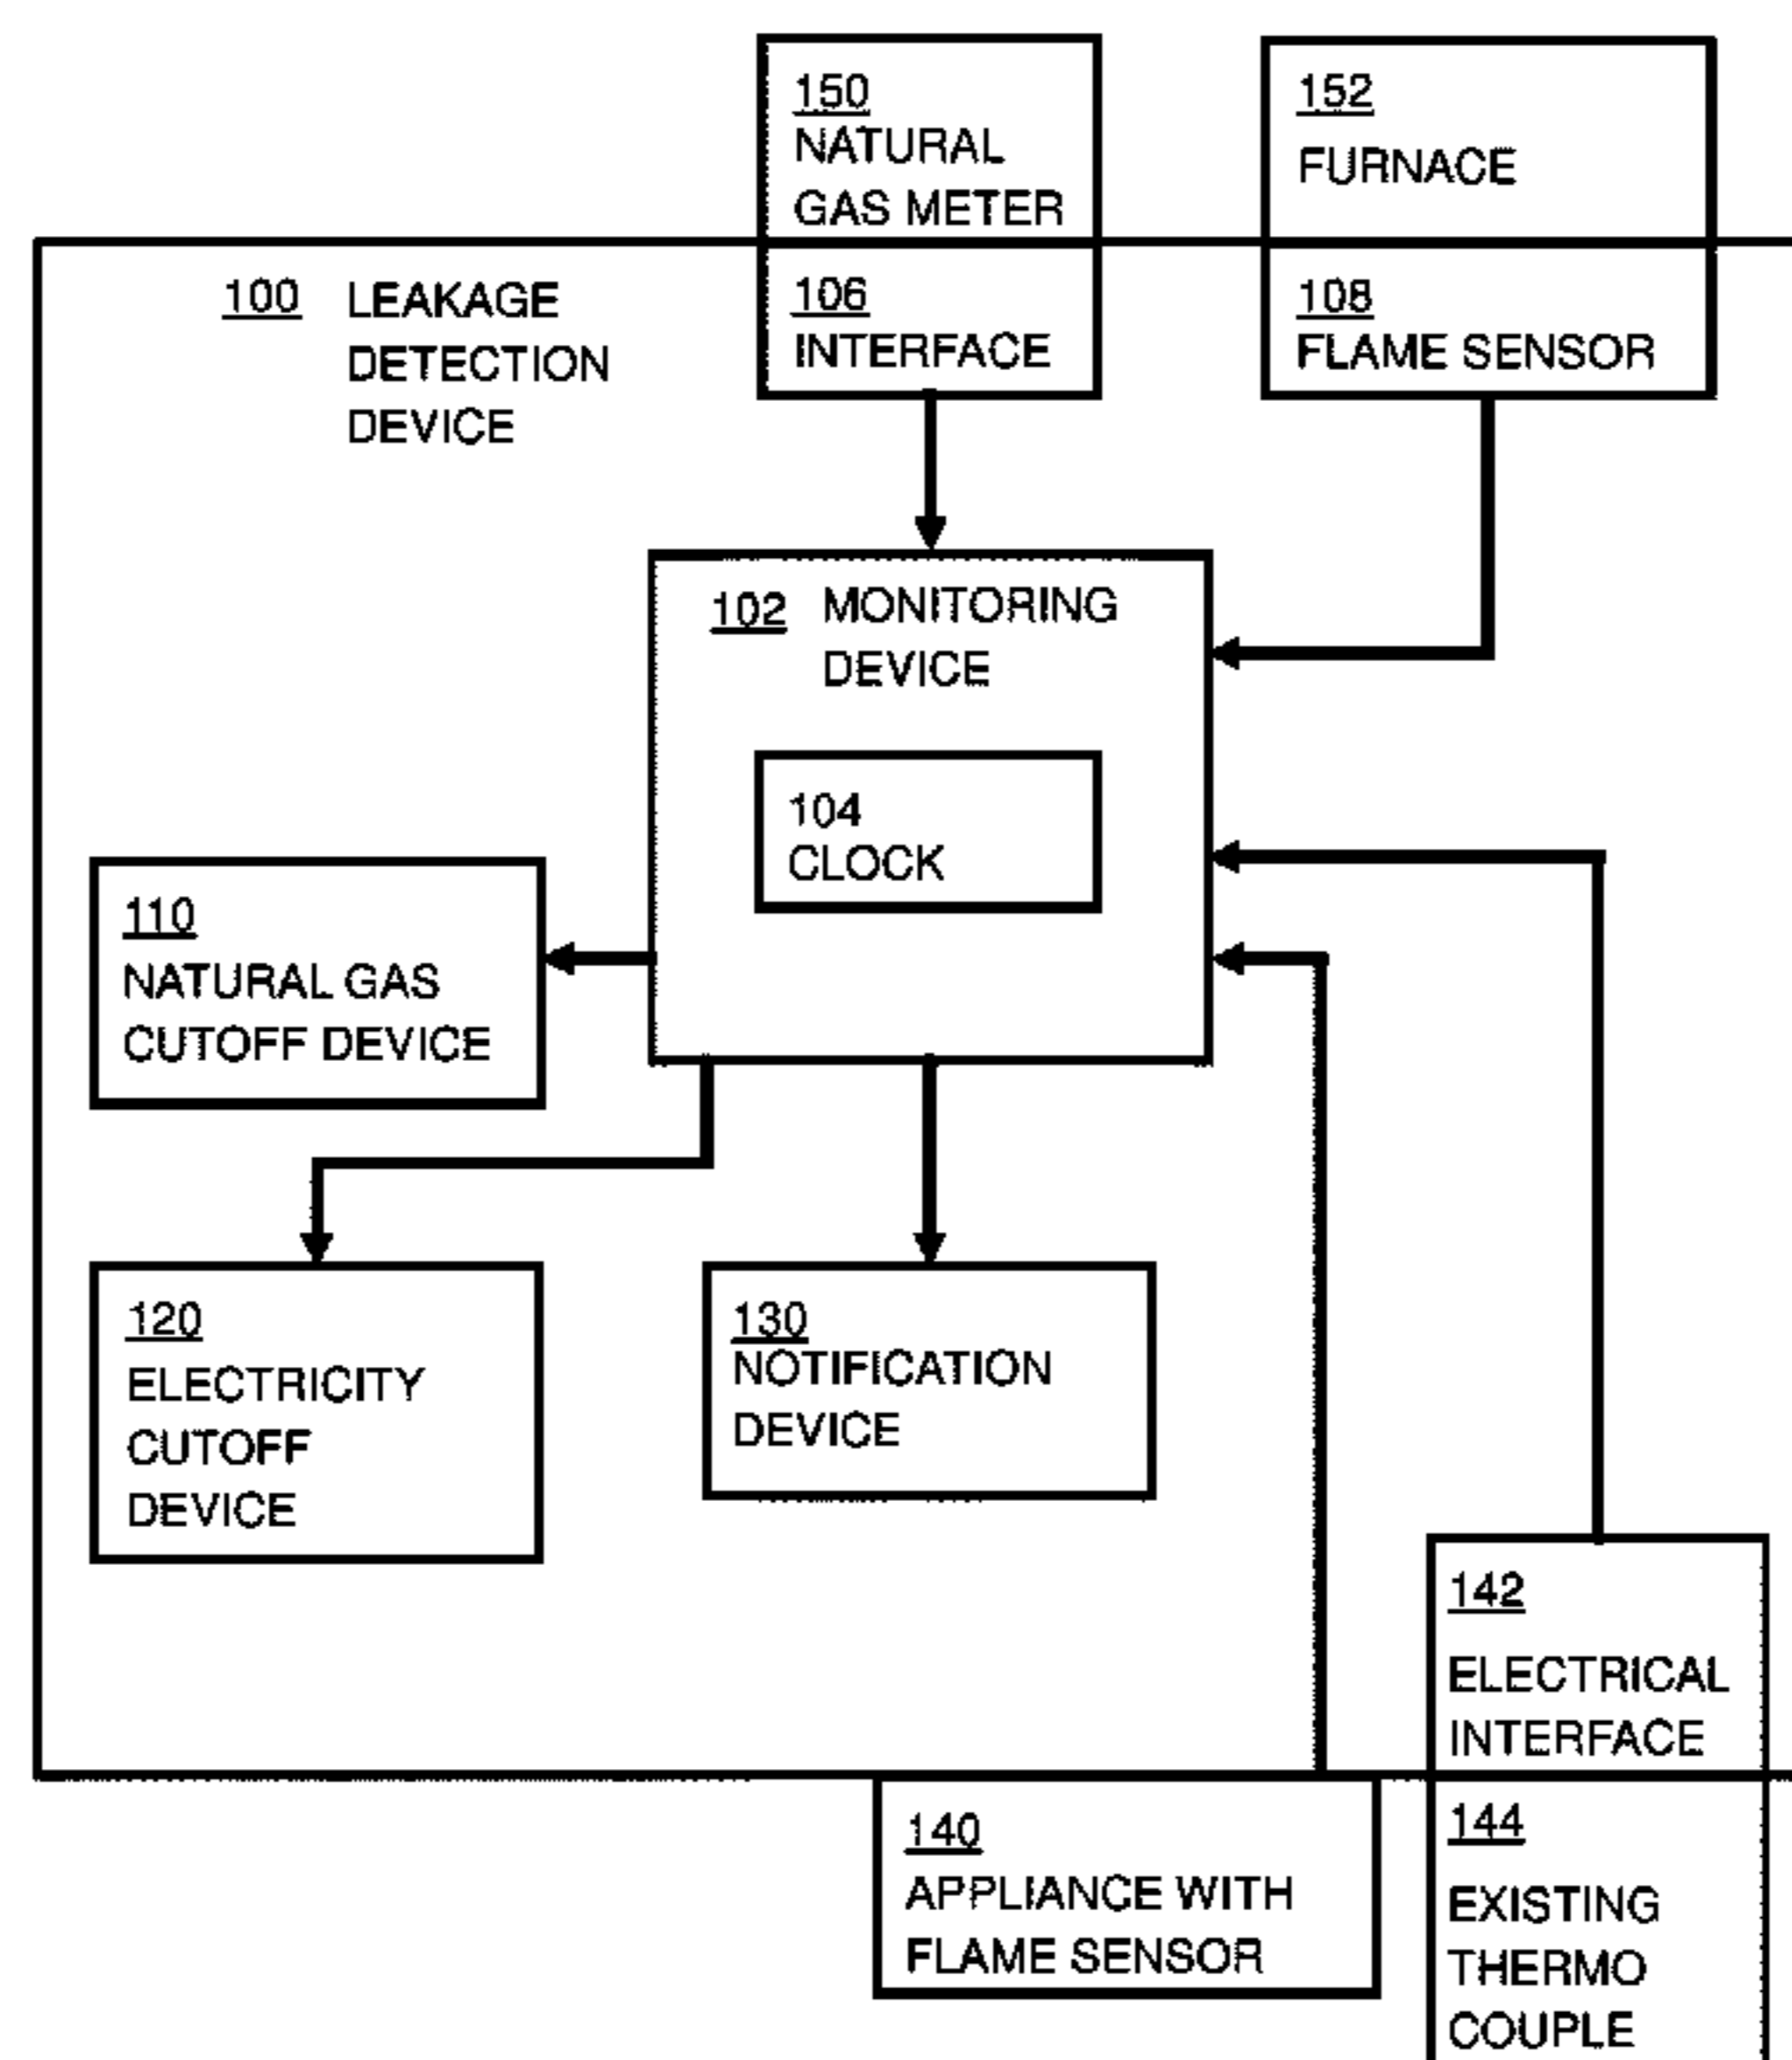 150
NATURAL
GAS METER
152
FURNACE
100 LEAKAGE
DETECTION
DEVICE
106
INTERFACE
108
FLAME SENSOR
102 MONITORING
DEVICE
104
CLOCK
110
NATURAL GAS
CUTOFF DEVICE
120
ELECTRICITY
CUTOFF
DEVICE
130
NOTIFICATION
DEVICE
142
ELECTRICAL
INTERFACE
140
APPLIANCE WITH
FLAME SENSOR
144
EXISTING
THERMO
COUPLE